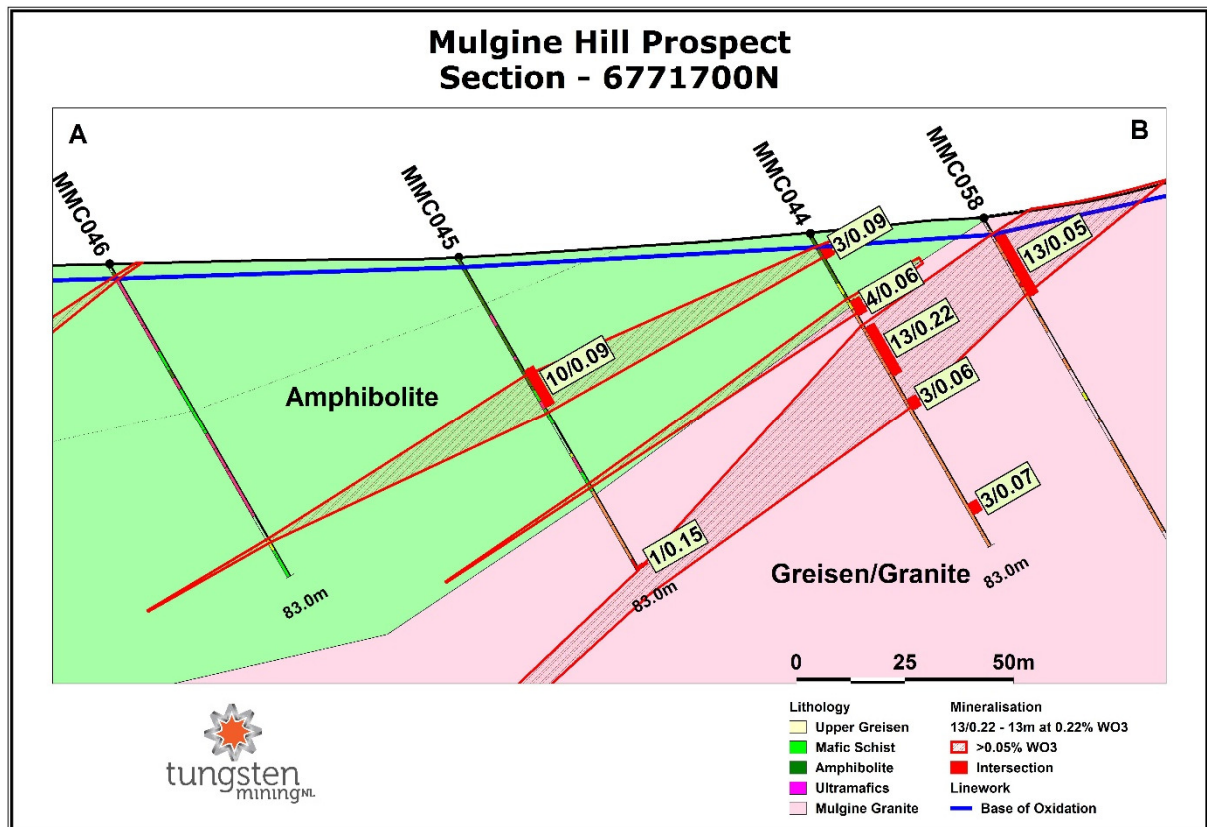 Mulgine Hill Prospect
Section - 6771700N
A
B
MMC046
MMC045
MMC044
MMC058
3/0.09
4/0.06
13/0.05
13/0.22
10/0.09
3/0.06
3/0.07
1/0.15
Amphibolite
Greisen/Granite
83.0m
83.0m
83.0m
0 25 50m
Lithology
Upper Greisen
Mafic Schist
Amphibolite
Ultramafics
Mulgine Granite
Mineralisation
13/0.22 - 13m at 0.22% WO3
>0.05% WO3
Intersection
Linework
Base of Oxidation
tungsten
miningNL